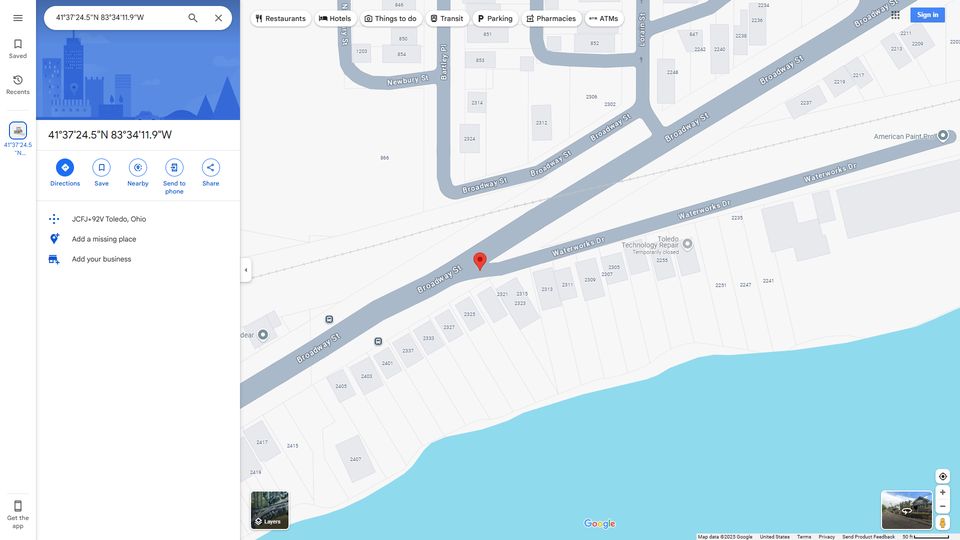 41°37'24.5"N 83°34'11.9"W
Restaurants
Hotels
Things to do
Transit
Parking
Pharmacies
ATMs
Sign in
Saved
Recents
41°37'24.5
"N...
41°37'24.5"N 83°34'11.9"W
Directions
Save
Nearby
Send to
phone
Share
JCFJ+92V Toledo, Ohio
Add a missing place
Add your business
Get the
app
846
850
854
1203
Newbury St
Bartley Pl
851
853
852
Lorain St
847
2242
2240
2238
2236
2234
2248
2211
2209
2219
2217
2237
Broadway St
Broadway St
Broadway St
Broadway St
Broadway St
Broadway St
Broadway St
Broadway St
2314
2324
2312
2306
2302
866
American Paint Pro
Waterworks Dr
Waterworks Dr
Waterworks Dr
2235
Toledo
Technology Repair
Temporarily closed
2255
2251
2247
2241
2305
2307
2309
2311
2313
2315
2321
2323
2325
2327
2333
2337
2401
2403
2405
2407
2415
2417
dear
Layers
Google
Map data ©2025 Google
United States
Terms
Privacy
Send Product Feedback
50 ft